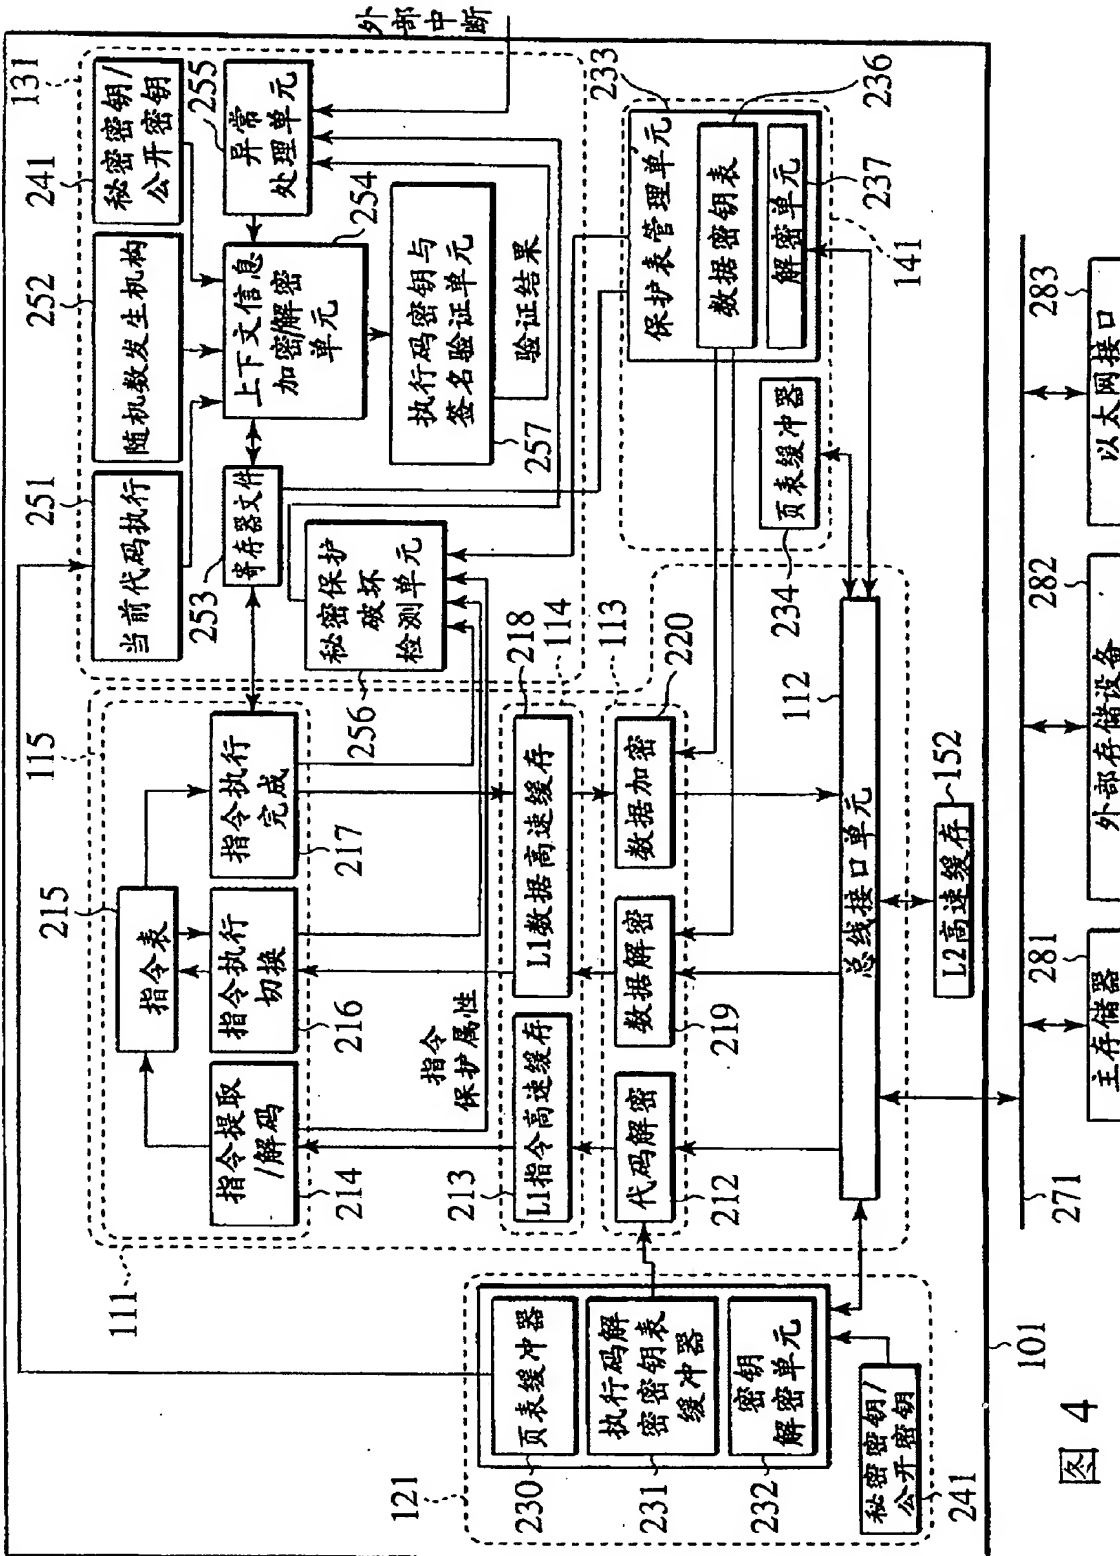 外部中断
131
241
秘密密钥/
公开密钥
252
随机数发生机构
251
当前代码执行
255
异常
处理单元
254
上下文信息
加密/解密
单元
253
寄存器文件
执行码密钥与
签名验证单元
257
验证结果
秘密保护
破坏
检测单元
256
115
215
指令表
指令提取
/解码
214
指令执行
切换
216
指令执行
完成
217
指令
保护属性
111
213
L1指令高速缓存
L1数据高速缓存
218
114
113
代码解密
212
数据解密
219
数据加密
220
233
保护表管理单元
236
数据密钥表
237
解密单元
141
页表缓冲器
234
112
总线接口单元
152
L2高速缓存
121
页表缓冲器
230
执行码解
密密钥表
缓冲器
231
密钥
解密单元
232
秘密密钥/
公开密钥
241
101
271
281
主存储器
282
外部存储设备
283
以太网接口
图 4